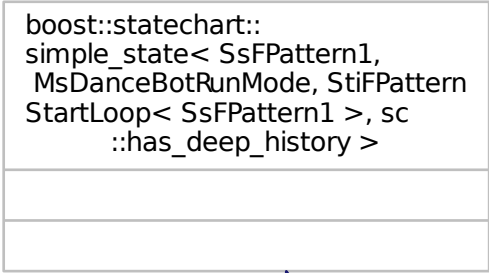 boost::statechart::
simple_state< SsFPattern1,
MsDanceBotRunMode, StiFPattern
StartLoop< SsFPattern1 >, sc
::has_deep_history >